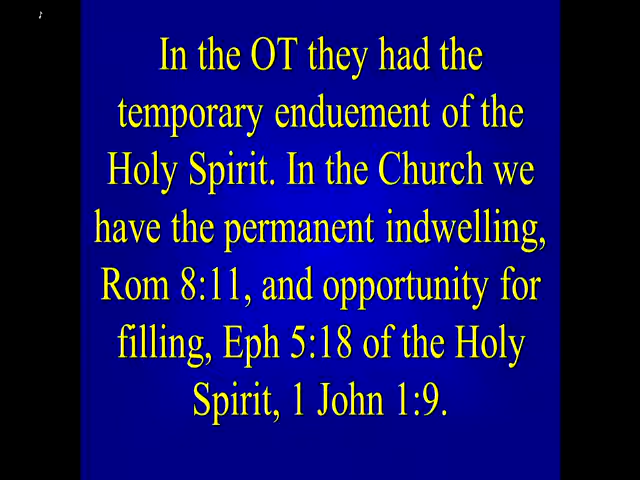 In the OT they had the
temporary enduement of the
Holy Spirit. In the Church we
have the permanent indwelling,
Rom 8:11, and opportunity for
filling, Eph 5:18 of the Holy
Spirit, 1 John 1:9.